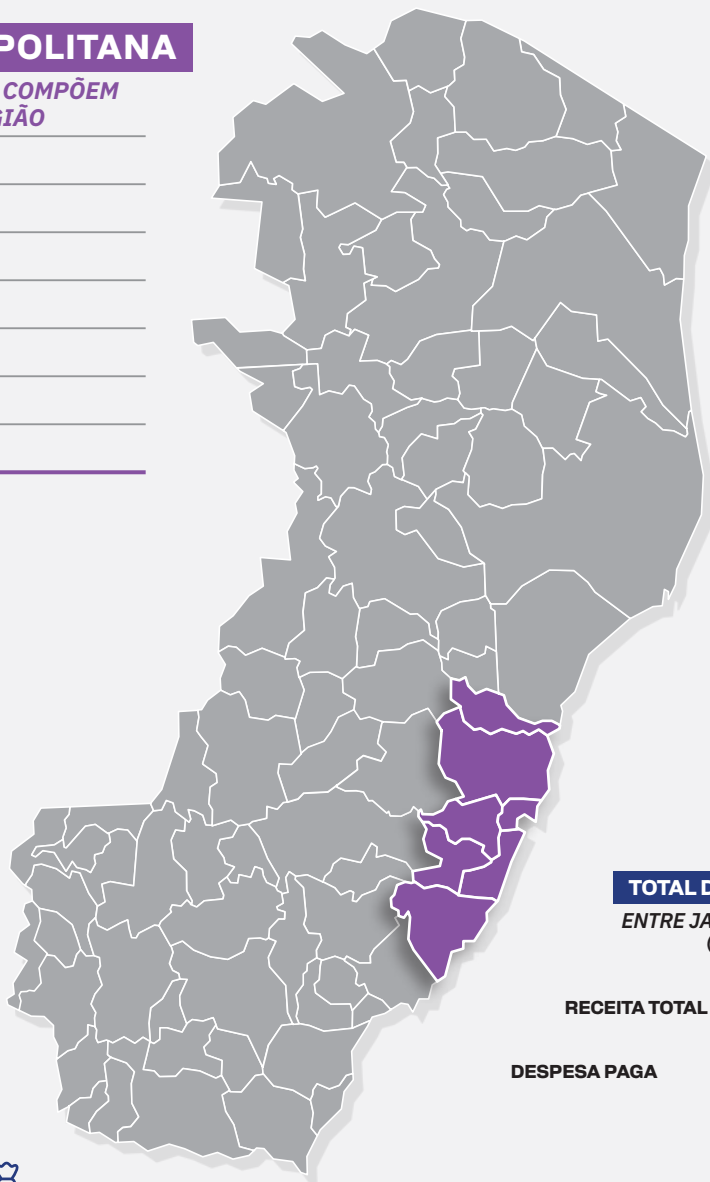 POLITANA
COMPÕEM
GIÃO
TOTAL D
ENTRE JA
(
RECEITA TOTAL
DESPESA PAGA